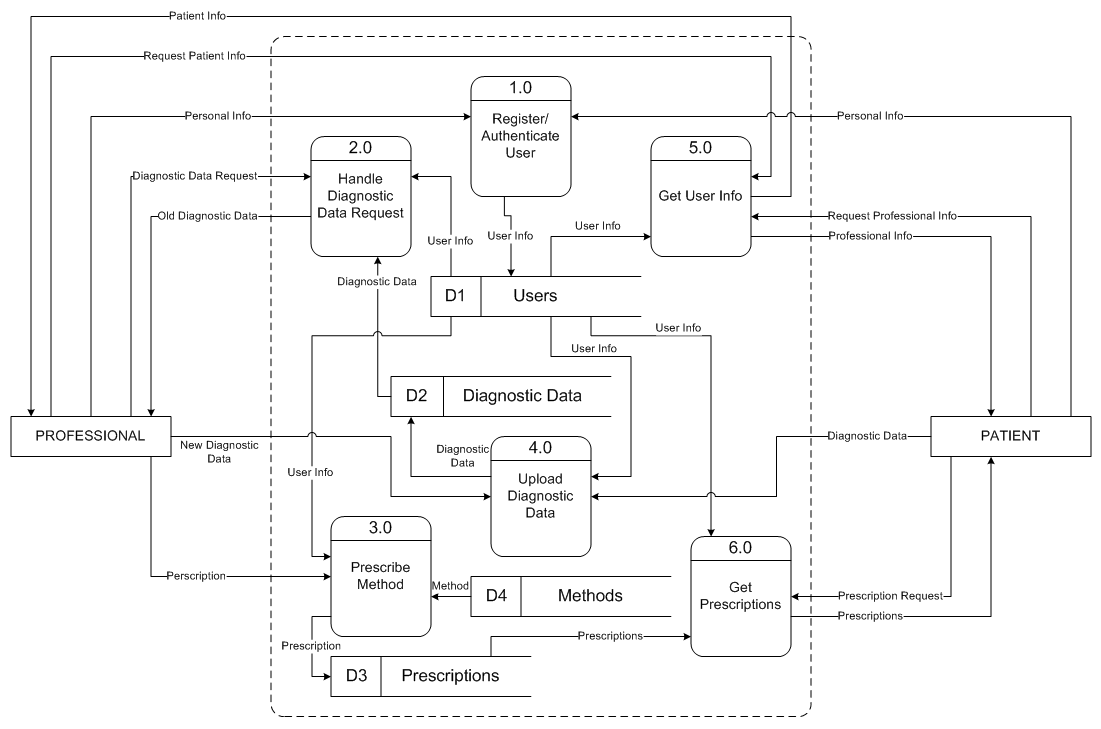 Patient Info
Request Patient Info
1.0
Personal Info
Register/
Authenticate
User
Personal Info
2.0
5.0
Diagnostic Data Request
Handle
Diagnostic
Data Request
Get User Info
Old Diagnostic Data
Request Professional Info
User Info
User Info
User Info
Professional Info
Diagnostic Data
D1
Users
User Info
User Info
D2
Diagnostic Data
PROFESSIONAL
Diagnostic Data
PATIENT
New Diagnostic
Data
Diagnostic
Data
4.0
User Info
Upload
Diagnostic
Data
3.0
6.0
Perscription
Prescribe
Method
Method
D4
Methods
Get
Prescriptions
Prescription Request
Prescriptions
Prescription
Prescriptions
D3
Prescriptions